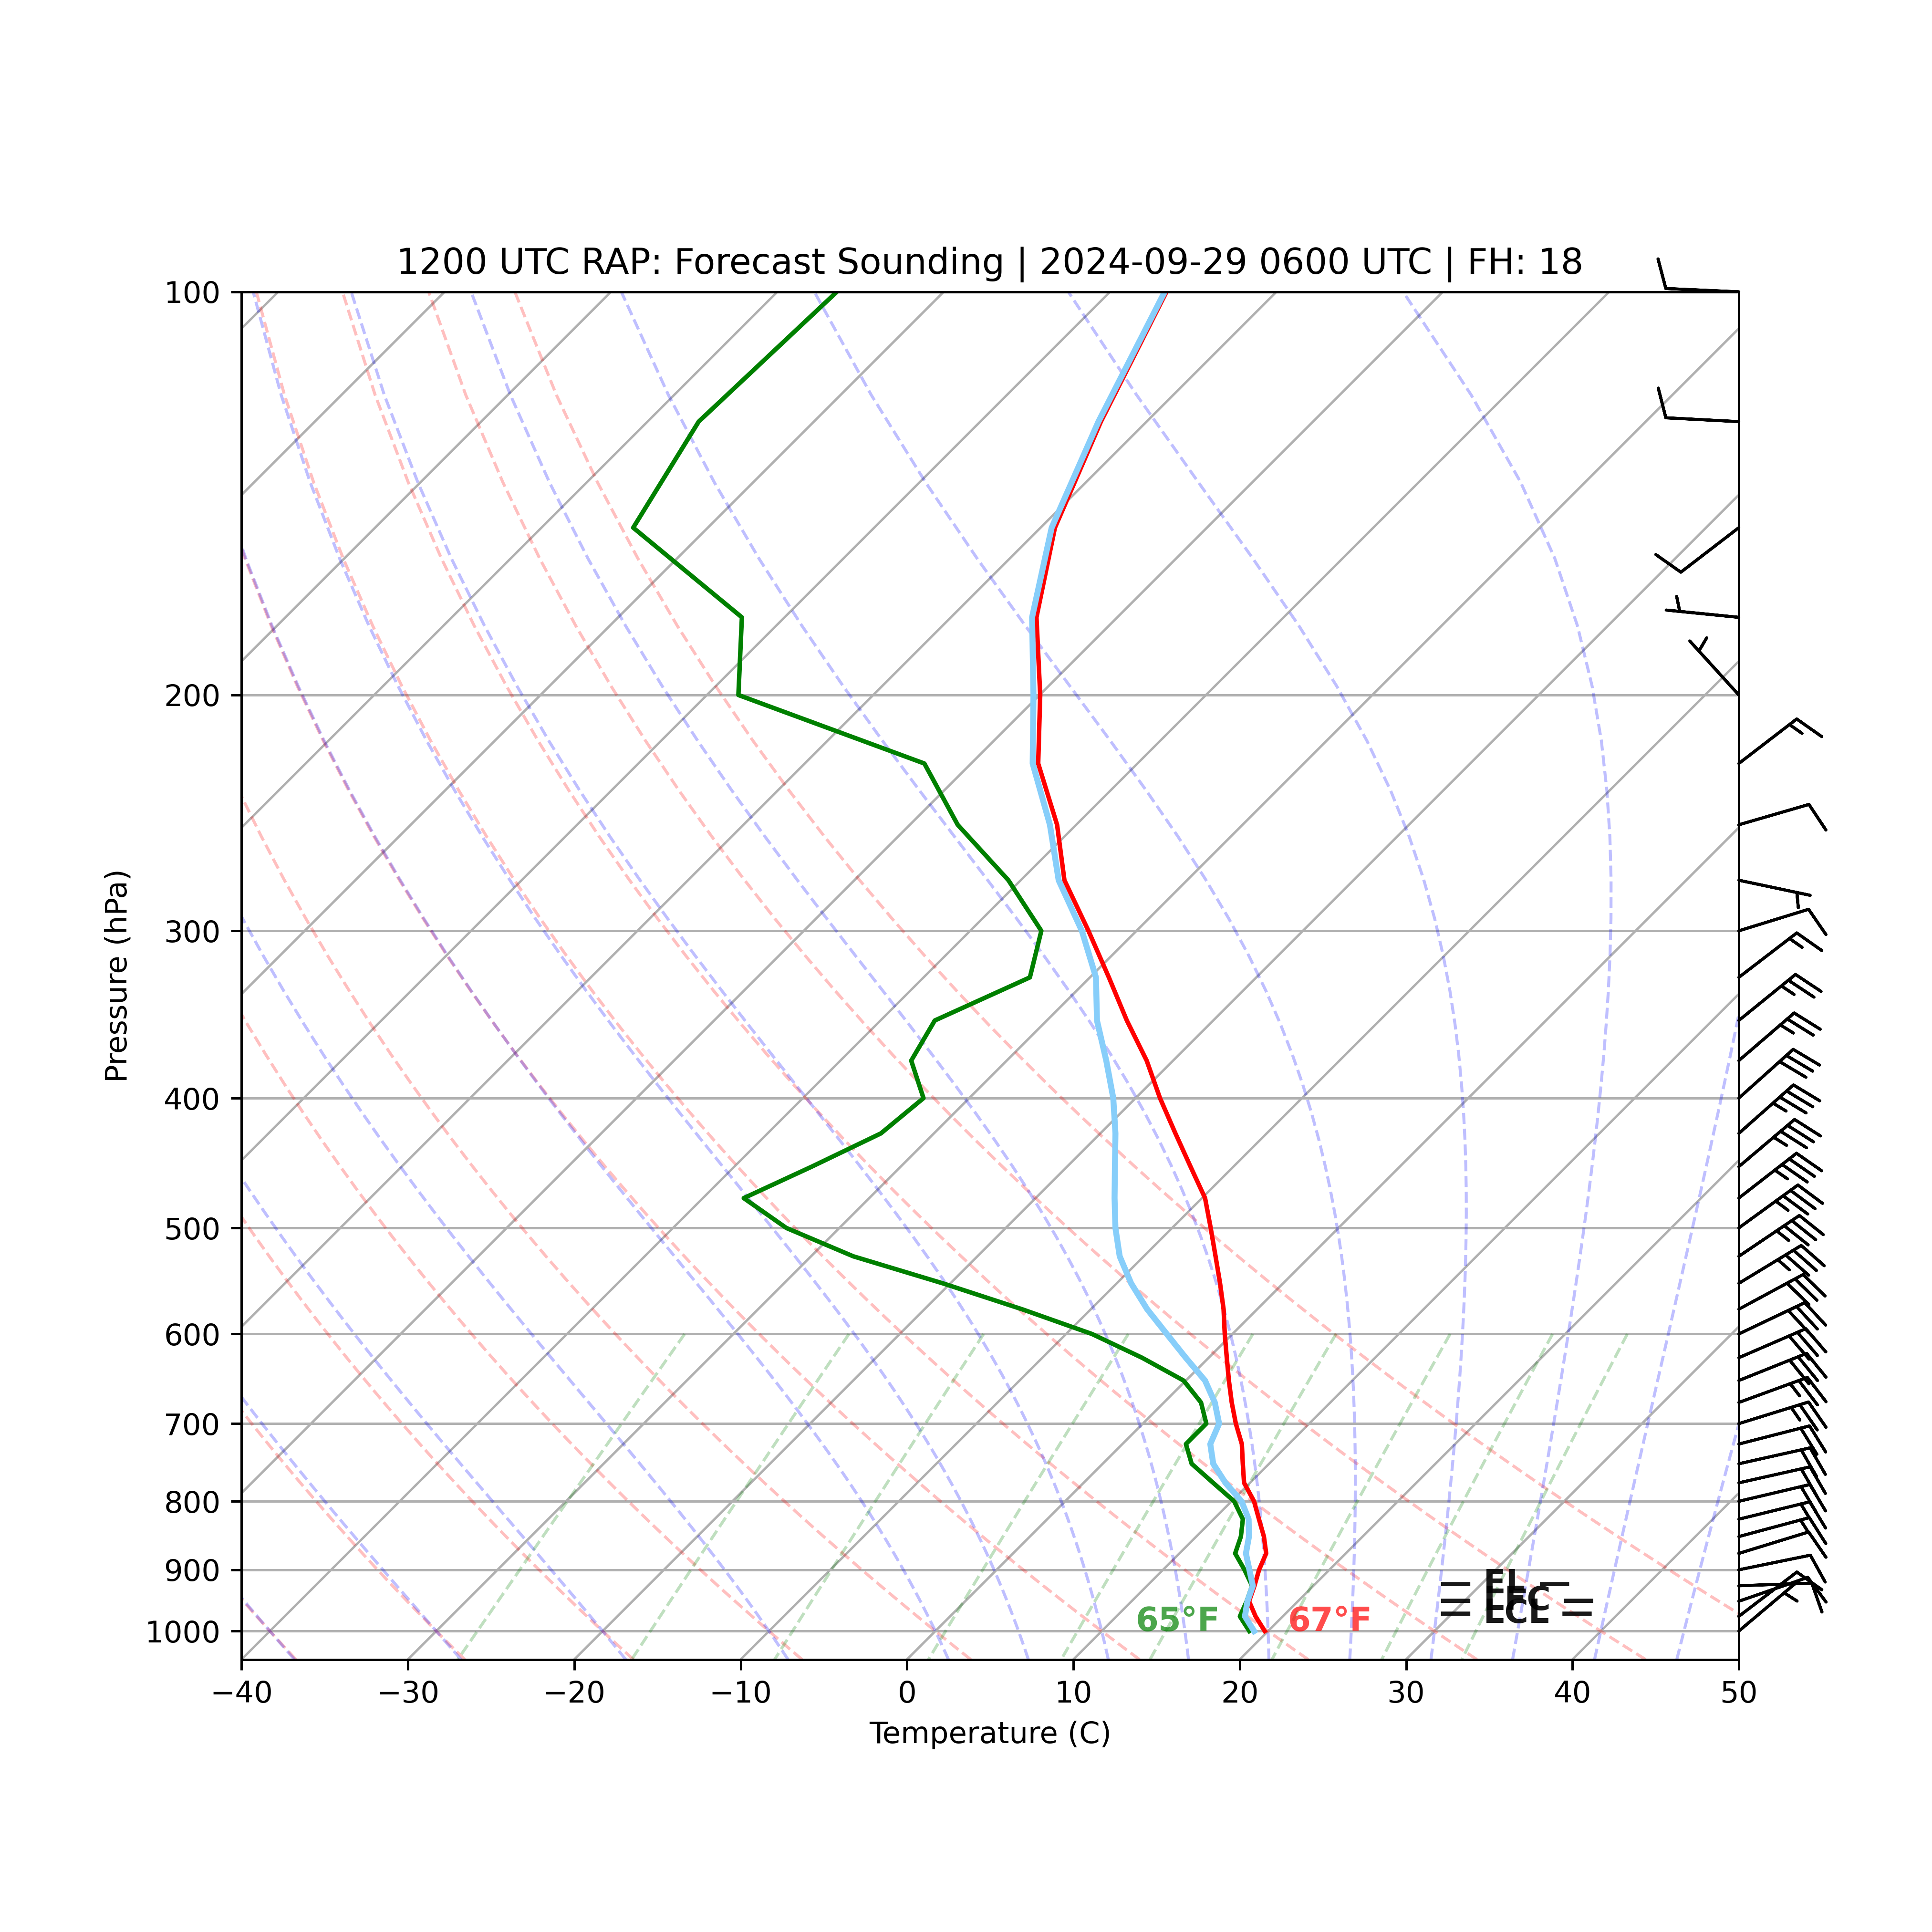 1200 UTC RAP: Forecast Sounding | 2024-09-29 0600 UTC | FH: 18
100
200
300
400
500
600
700
800
900
1000
Pressure (hPa)
— EL —
— LFC —
— LCL —
65°F 67°F
−40 −30 −20 −10 0 10 20 30 40 50
Temperature (C)